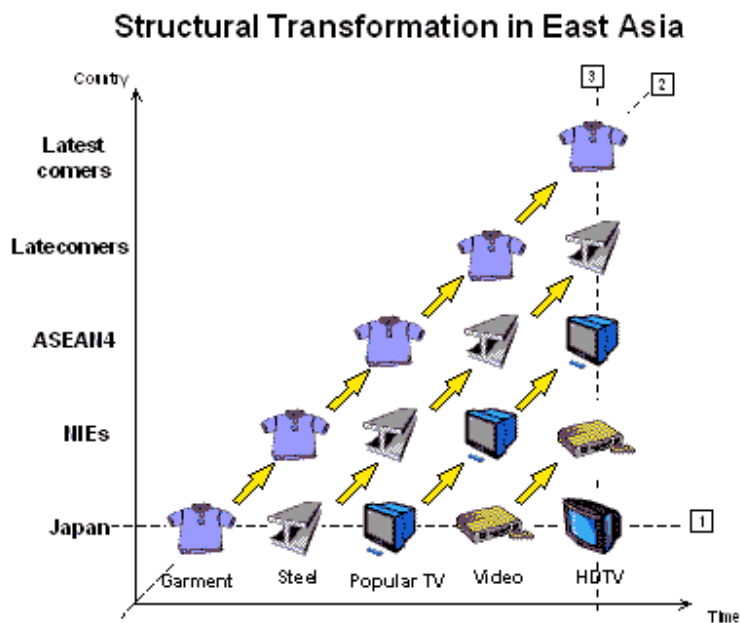 Structural Transformation in East Asia
Country
3
2
Latest
comers
Latecomers
ASEAN4
NIEs
Japan
1
Garment
Steel
Popular TV
Video
HDTV
Time